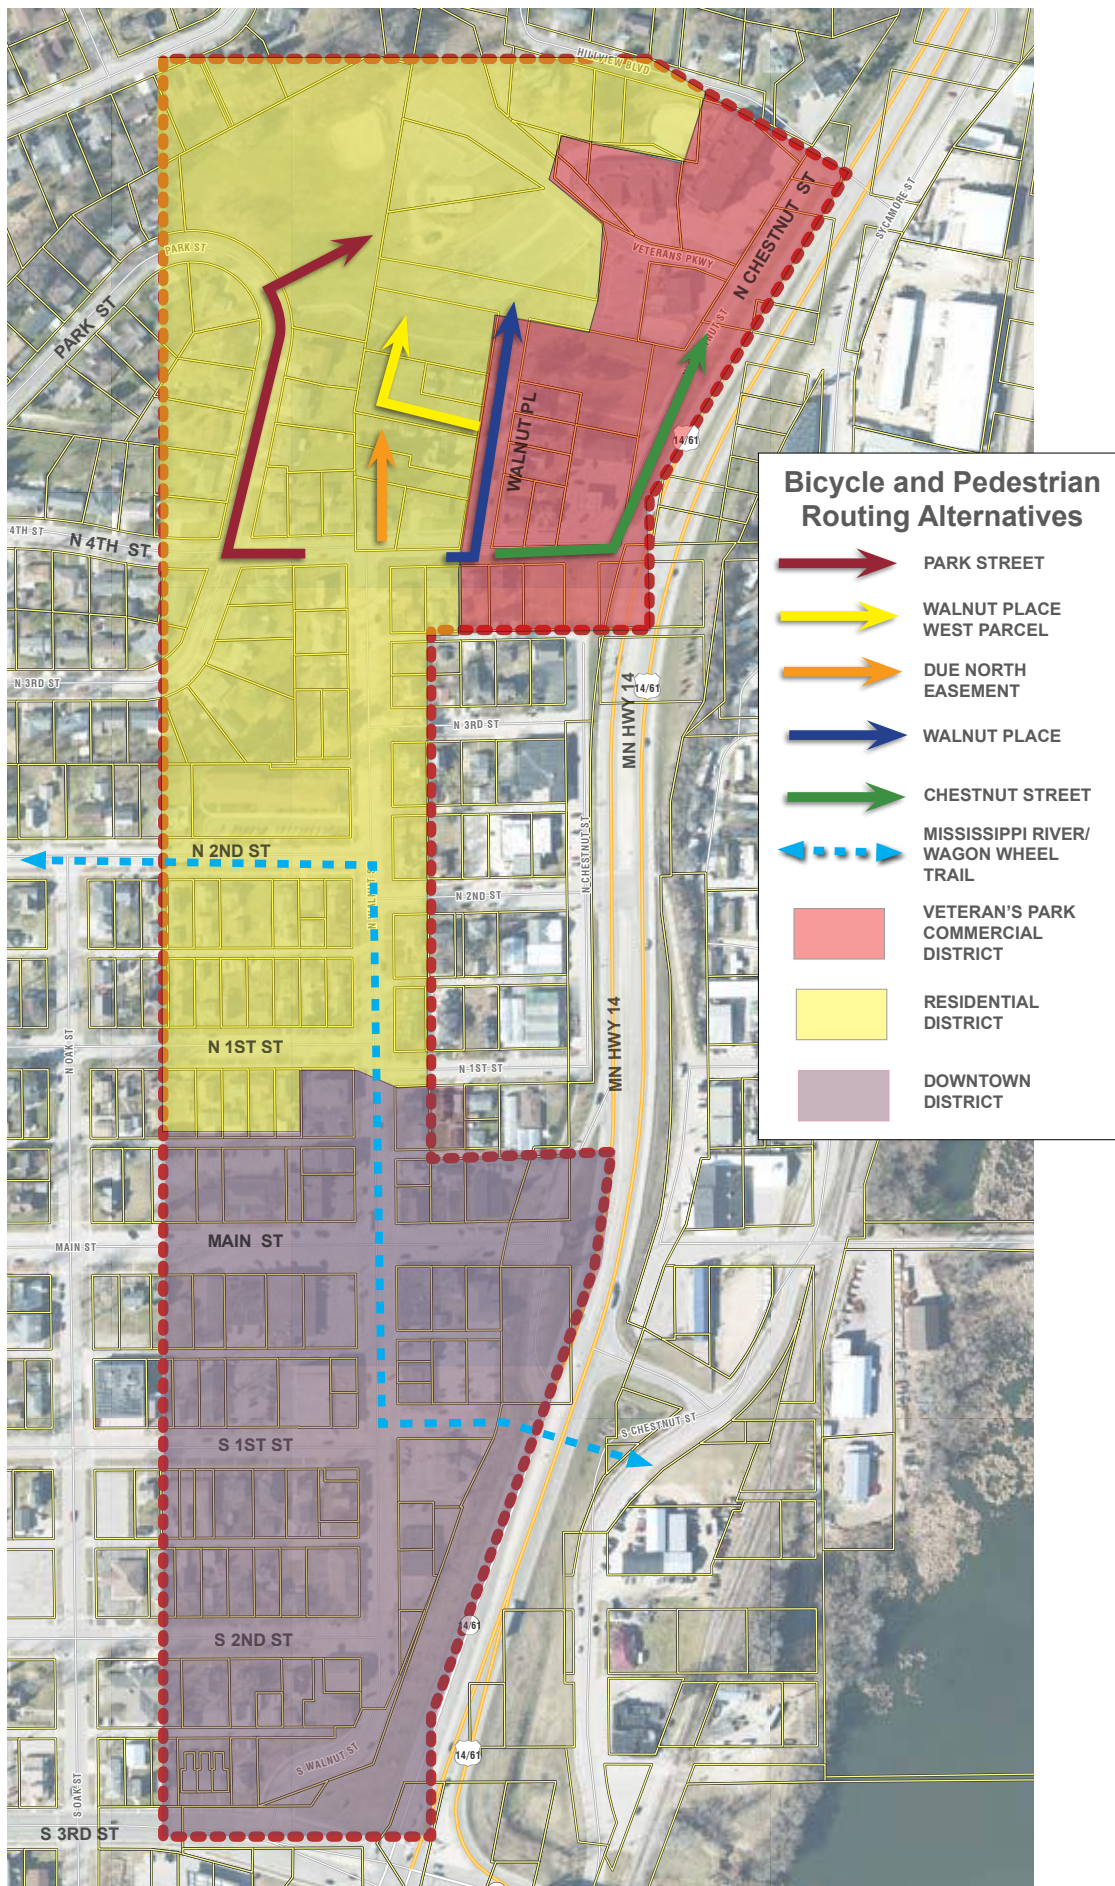 HILLVIEW BLVD
SYCAMORE ST
N CHESTNUT ST
PARK ST
VETERANS PKWY
PARK ST
NUT ST
WALNUT PL
14/61
Bicycle and Pedestrian
Routing Alternatives
4TH ST
N 4TH ST
PARK STREET
WALNUT PLACE
WEST PARCEL
DUE NORTH
EASEMENT
WALNUT PLACE
CHESTNUT STREET
MISSISSIPPI RIVER/
WAGON WHEEL
TRAIL
VETERAN'S PARK
COMMERCIAL
DISTRICT
RESIDENTIAL
DISTRICT
DOWNTOWN
DISTRICT
N 3RD ST
14/61
MN HWY 14
N 3RD ST
N 2ND ST
N CHESTNUT ST
N WALNUT S
N 2ND ST
N OAK ST
N 1ST ST
MN HWY 14
N 1ST ST
MAIN ST
MAIN ST
S CHESTNUT ST
S 1ST ST
14/61
S 2ND ST
14/61
S WALNUT ST
S OAK ST
S 3RD ST